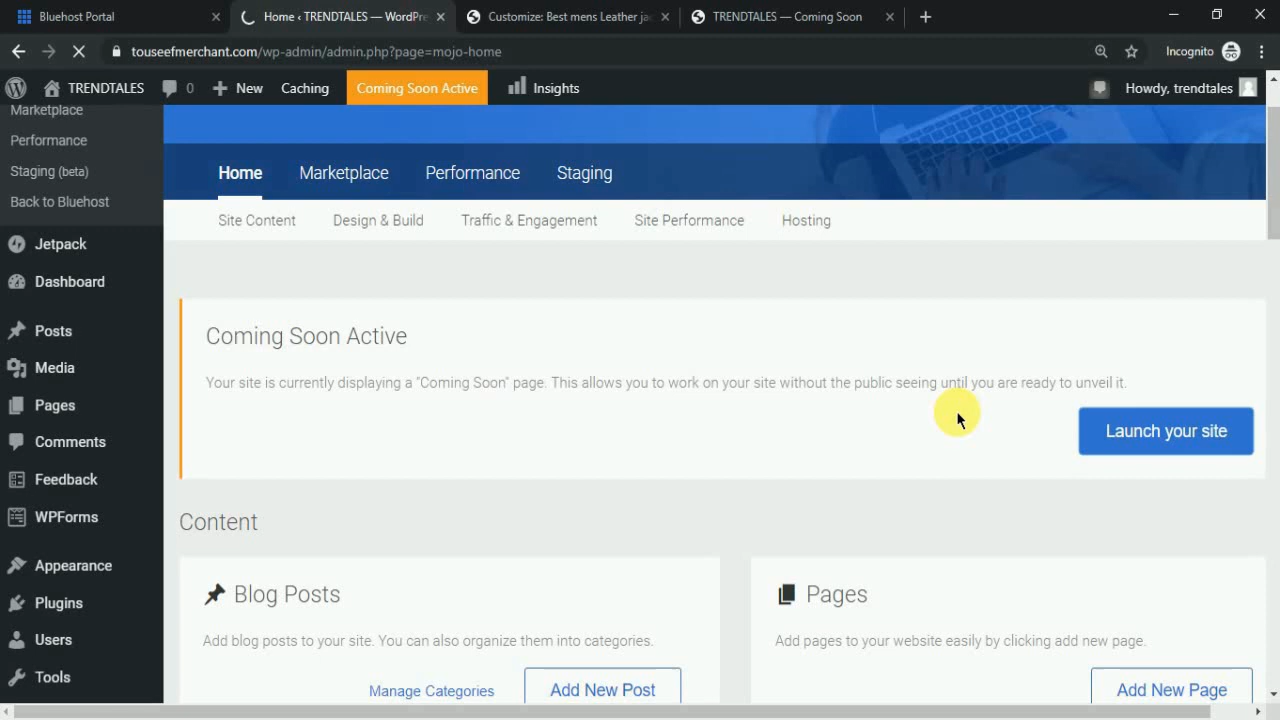 Bluehost Portal
Home ‹ TRENDTALES — WordPre
Customize: Best mens Leather jac
TRENDTALES — Coming Soon
touseefmerchant.com/wp-admin/admin.php?page=mojo-home
Incognito
TRENDTALES
0
New
Caching
Coming Soon Active
Insights
Howdy, trendtales
Marketplace
Performance
Staging (beta)
Back to Bluehost
Jetpack
Dashboard
Posts
Media
Pages
Comments
Feedback
WPForms
Appearance
Plugins
Users
Tools
Home
Marketplace
Performance
Staging
Site Content
Design & Build
Traffic & Engagement
Site Performance
Hosting
Coming Soon Active
Your site is currently displaying a "Coming Soon" page. This allows you to work on your site without the public seeing until you are ready to unveil it.
Launch your site
Content
Blog Posts
Add blog posts to your site. You can also organize them into categories.
Manage Categories
Add New Post
Pages
Add pages to your website easily by clicking add new page.
Add New Page